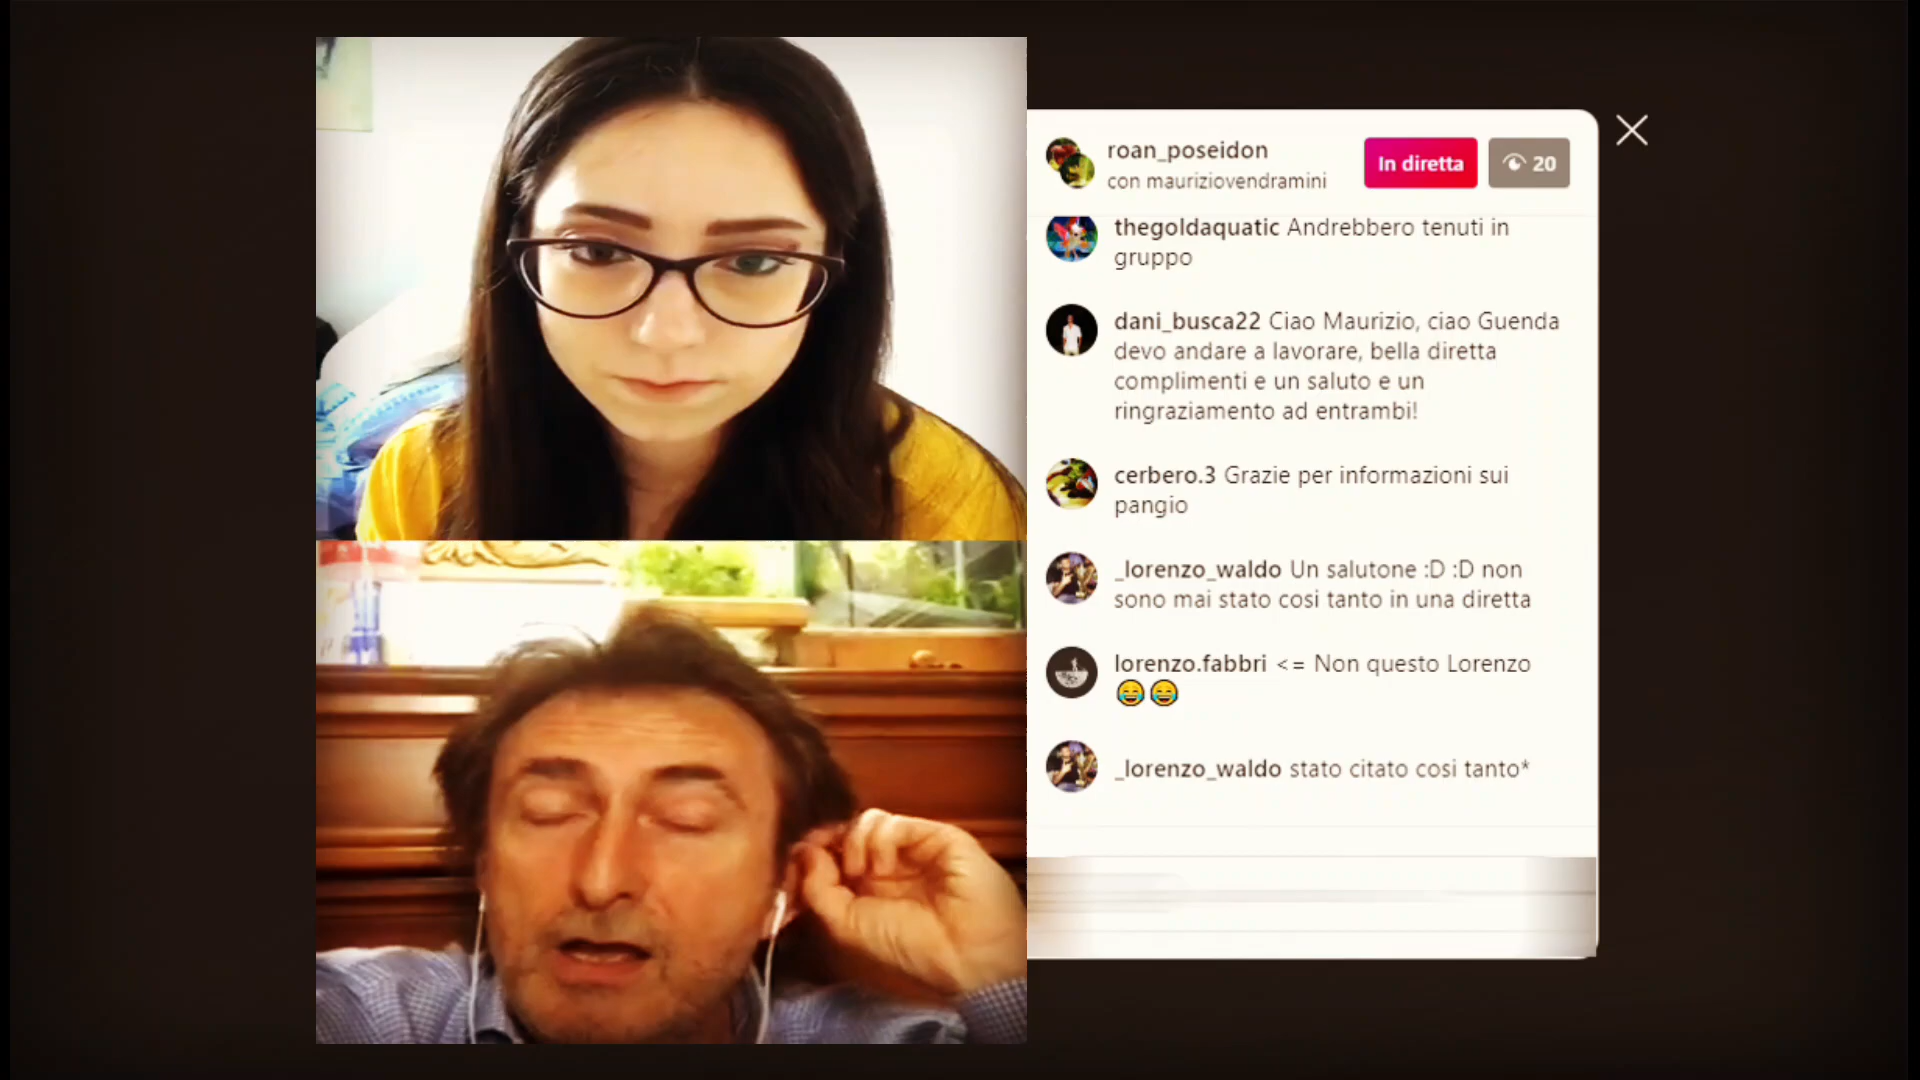 roan_poseidon
con mauriziovendramini
In diretta
20
thegoldaquatic Andrebbero tenuti in
gruppo
dani_busca22 Ciao Maurizio, ciao Guenda
devo andare a lavorare, bella diretta
complimenti e un saluto e un
ringraziamento ad entrambi!
cerbero.3 Grazie per informazioni sui
pangio
_lorenzo_waldo Un salutone :D :D non
sono mai stato cosi tanto in una diretta
lorenzo.fabbri <= Non questo Lorenzo
😂😂
_lorenzo_waldo stato citato cosi tanto*